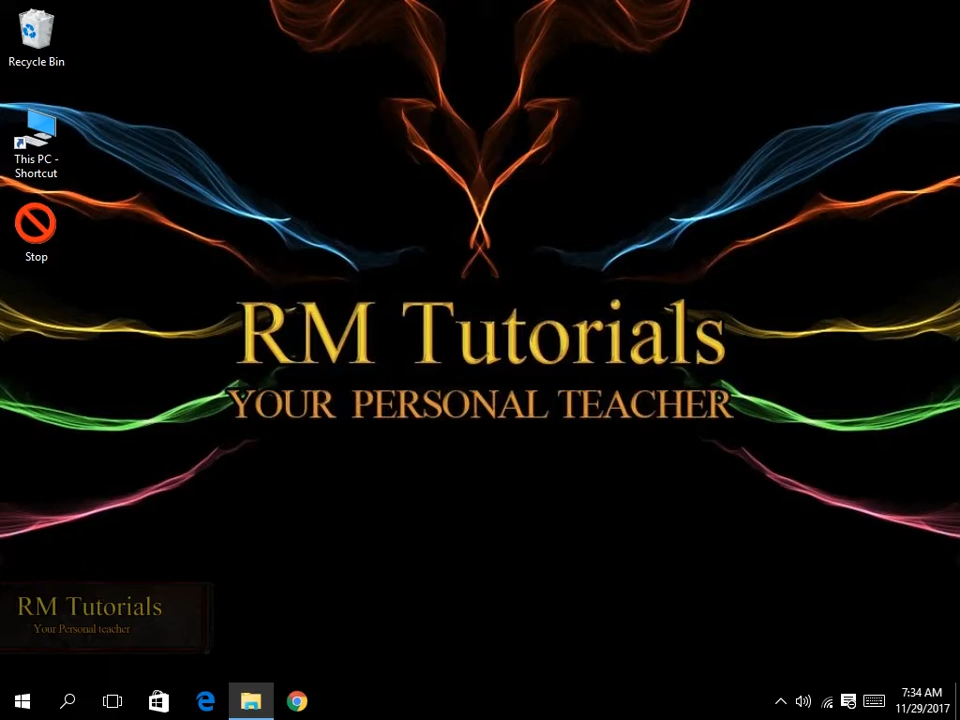 Recycle Bin
This PC -
Shortcut
Stop
RM Tutorials
YOUR PERSONAL TEACHER
RM Tutorials
Your Personal teacher
7:34 AM
11/29/2017